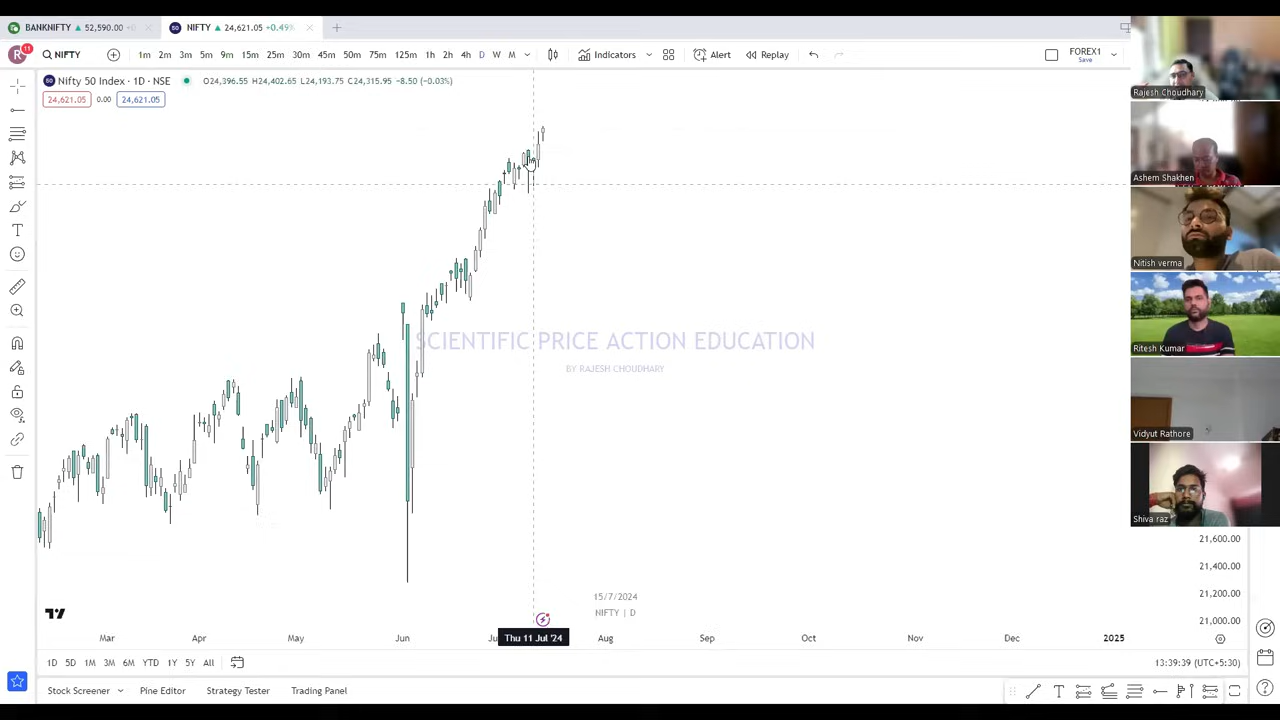 BANKNIFTY ▲ 52,590.00
NIFTY ▲ 24,621.05 +0.49%
R 11 NIFTY 1m 2m 3m 5m 9m 15m 25m 30m 45m 50m 75m 125m 1h 2h 4h D W M Indicators Alert Replay FOREX1
Save
50 Nifty 50 Index · 1D · NSE O24,396.55 H24,402.65 L24,193.75 C24,315.95 -8.50 (-0.03%)
24,621.05 0.00 24,621.05
Rajesh Choudhary
Ashem Shakhen
Nitish verma
Ritesh Kumar
Vidyut Rathore
Shiva raz
SCIENTIFIC PRICE ACTION EDUCATION
BY RAJESH CHOUDHARY
21,600.00
21,400.00
21,200.00
21,000.00
15/7/2024
NIFTY | D
Mar Apr May Jun Thu 11 Jul '24 Aug Sep Oct Nov Dec 2025
1D 5D 1M 3M 6M YTD 1Y 5Y All 13:39:39 (UTC+5:30)
Stock Screener Pine Editor Strategy Tester Trading Panel